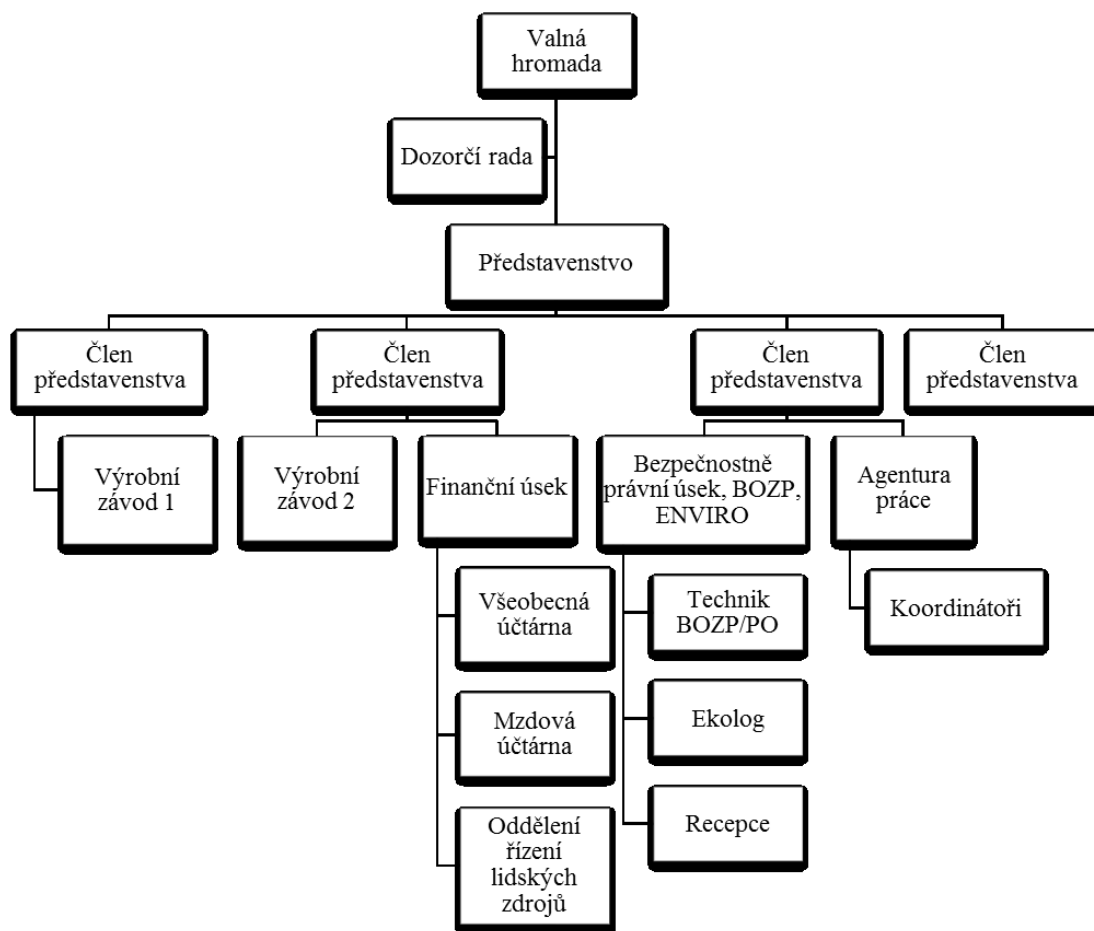 Valná
hromada
Dozorčí rada
Představenstvo
Člen
představenstva
Člen
představenstva
Člen
představenstva
Člen
představenstva
Výrobní
závod 1
Výrobní
závod 2
Finanční úsek
Bezpečnostně
právní úsek, BOZP,
ENVIRO
Agentura
práce
Všeobecná
účtárna
Mzdová
účtárna
Oddělení
řízení
lidských
zdrojů
Technik
BOZP/PO
Ekolog
Recepce
Koordinátoři